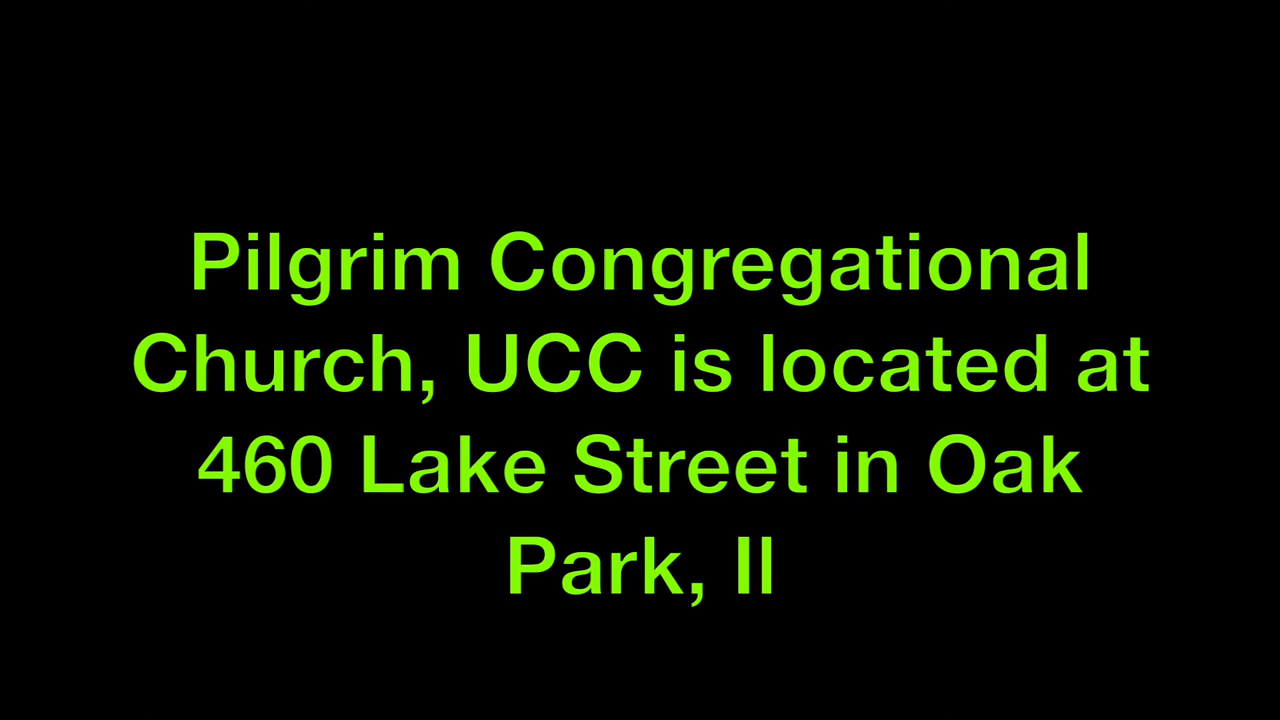 Pilgrim Congregational
Church, UCC is located at
460 Lake Street in Oak
Park, Il